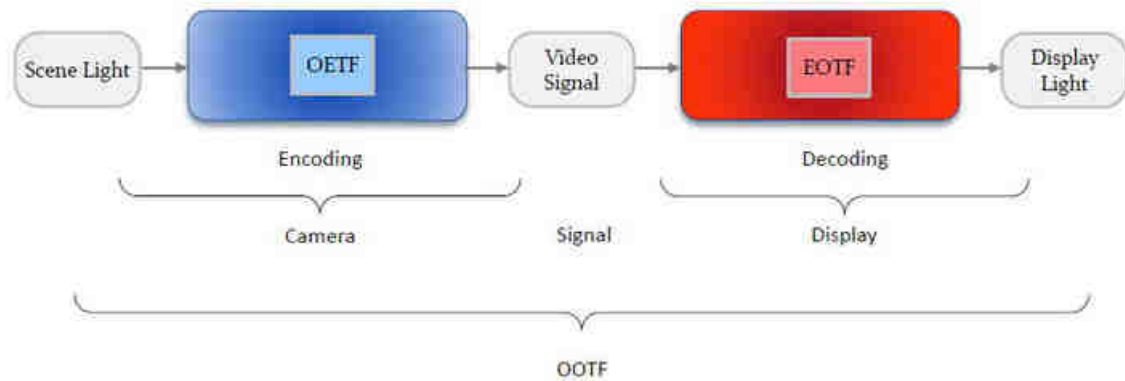 Scene Light
OETF
Video
Signal
EOTF
Display
Light
Encoding
Decoding
Camera
Signal
Display
OOTF